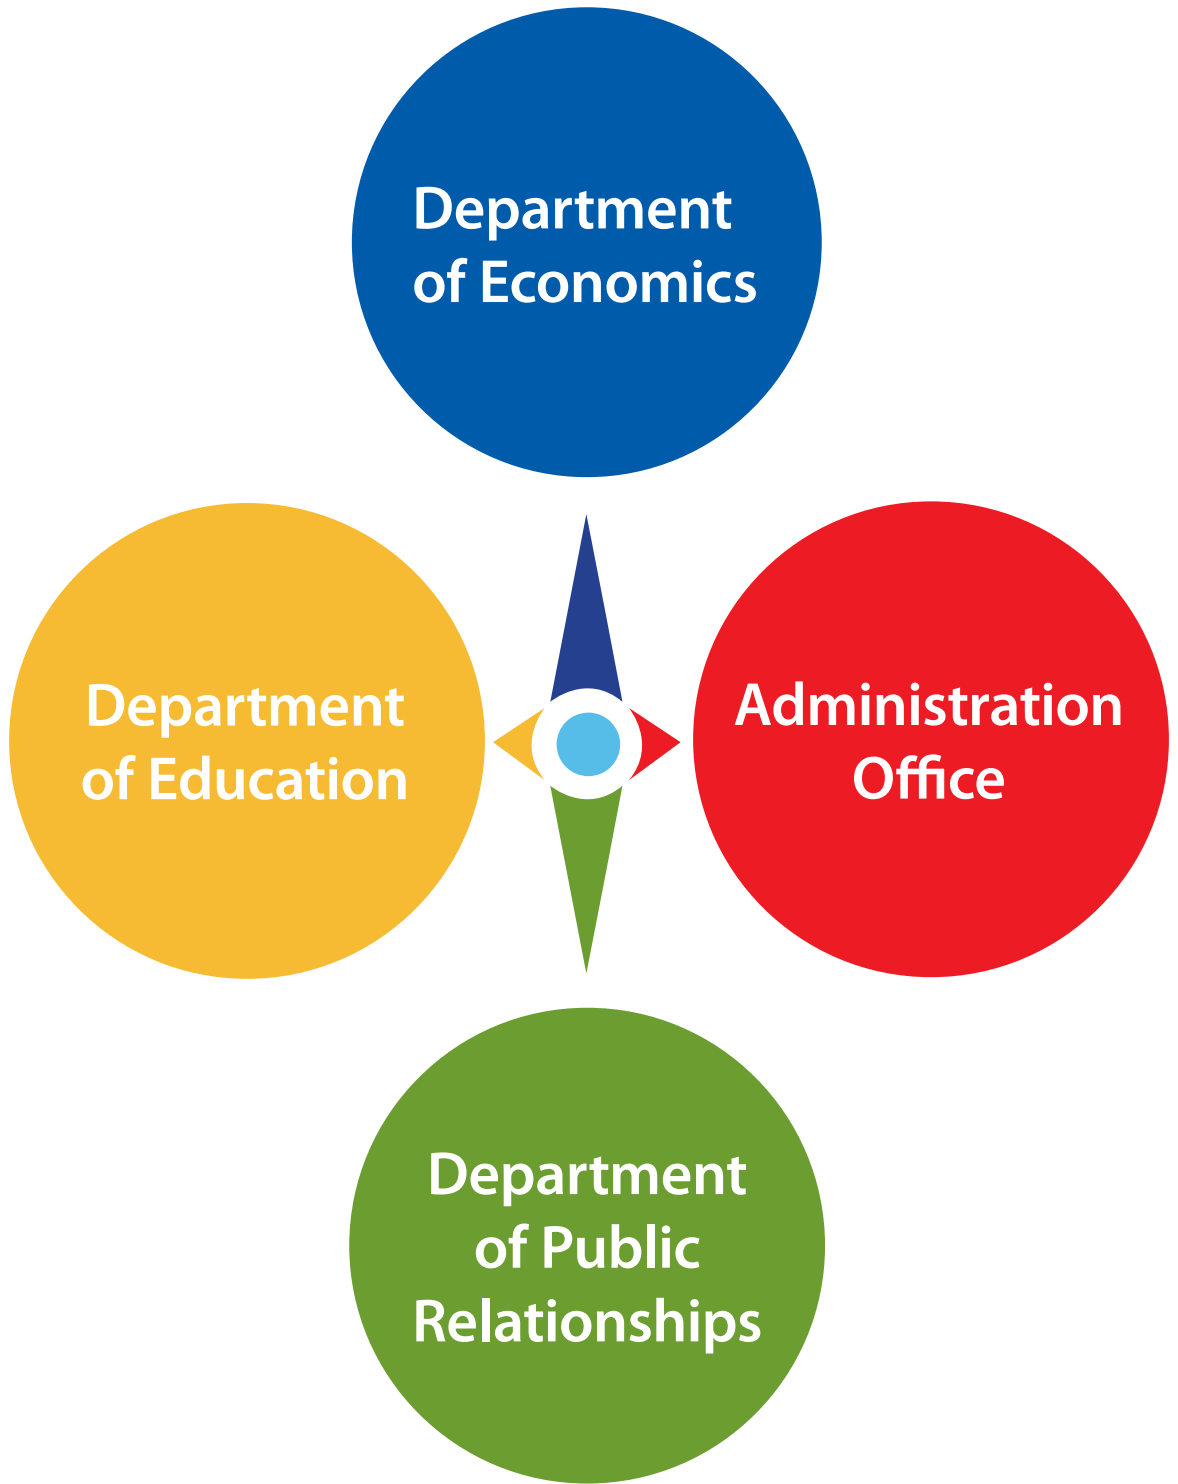 Department
of Economics
Department
of Education
Administration
Office
Department
of Public
Relationships